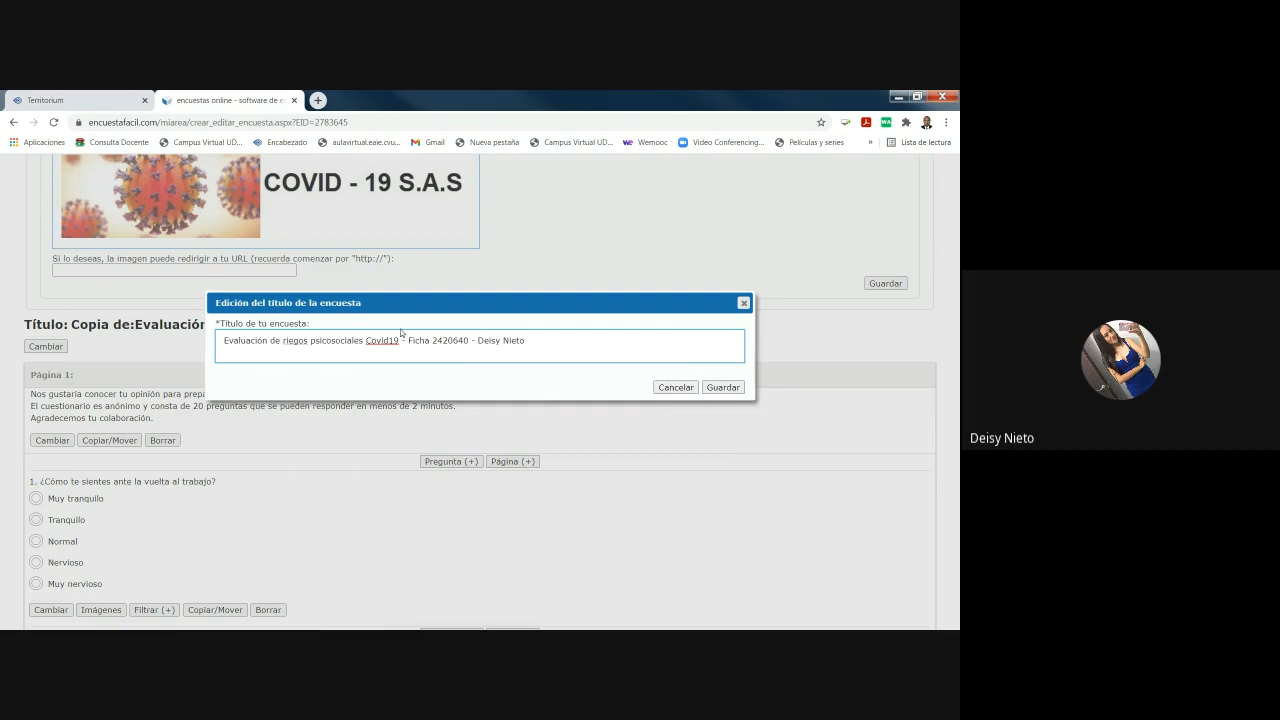 Territorium
encuestas online - software de e
encuestafacil.com/miarea/crear_editar_encuesta.aspx?EID=2783645
Aplicaciones Consulta Docente Campus Virtual UD... Encabezado aulavirtual.eaie.cvu... Gmail Nueva pestaña Campus Virtual UD... Wemooc Video Conferencing... Películas y series » Lista de lectura
COVID - 19 S.A.S
Si lo deseas, la imagen puede redirigir a tu URL (recuerda comenzar por "http://"):
Guardar
Edición del título de la encuesta
*Título de tu encuesta:
Título: Copia de:Evaluación
Evaluación de riegos psicosociales Covid19 - Ficha 2420640 - Deisy Nieto
Cambiar
Cancelar Guardar
Página 1:
Nos gustaría conocer tu opinión para prepa
El cuestionario es anónimo y consta de 20 preguntas que se pueden responder en menos de 2 minutos.
Agradecemos tu colaboración.
Cambiar Copiar/Mover Borrar
Pregunta (+) Página (+)
1. ¿Cómo te sientes ante la vuelta al trabajo?
Muy tranquilo
Tranquilo
Normal
Nervioso
Muy nervioso
Cambiar Imágenes Filtrar (+) Copiar/Mover Borrar
Deisy Nieto